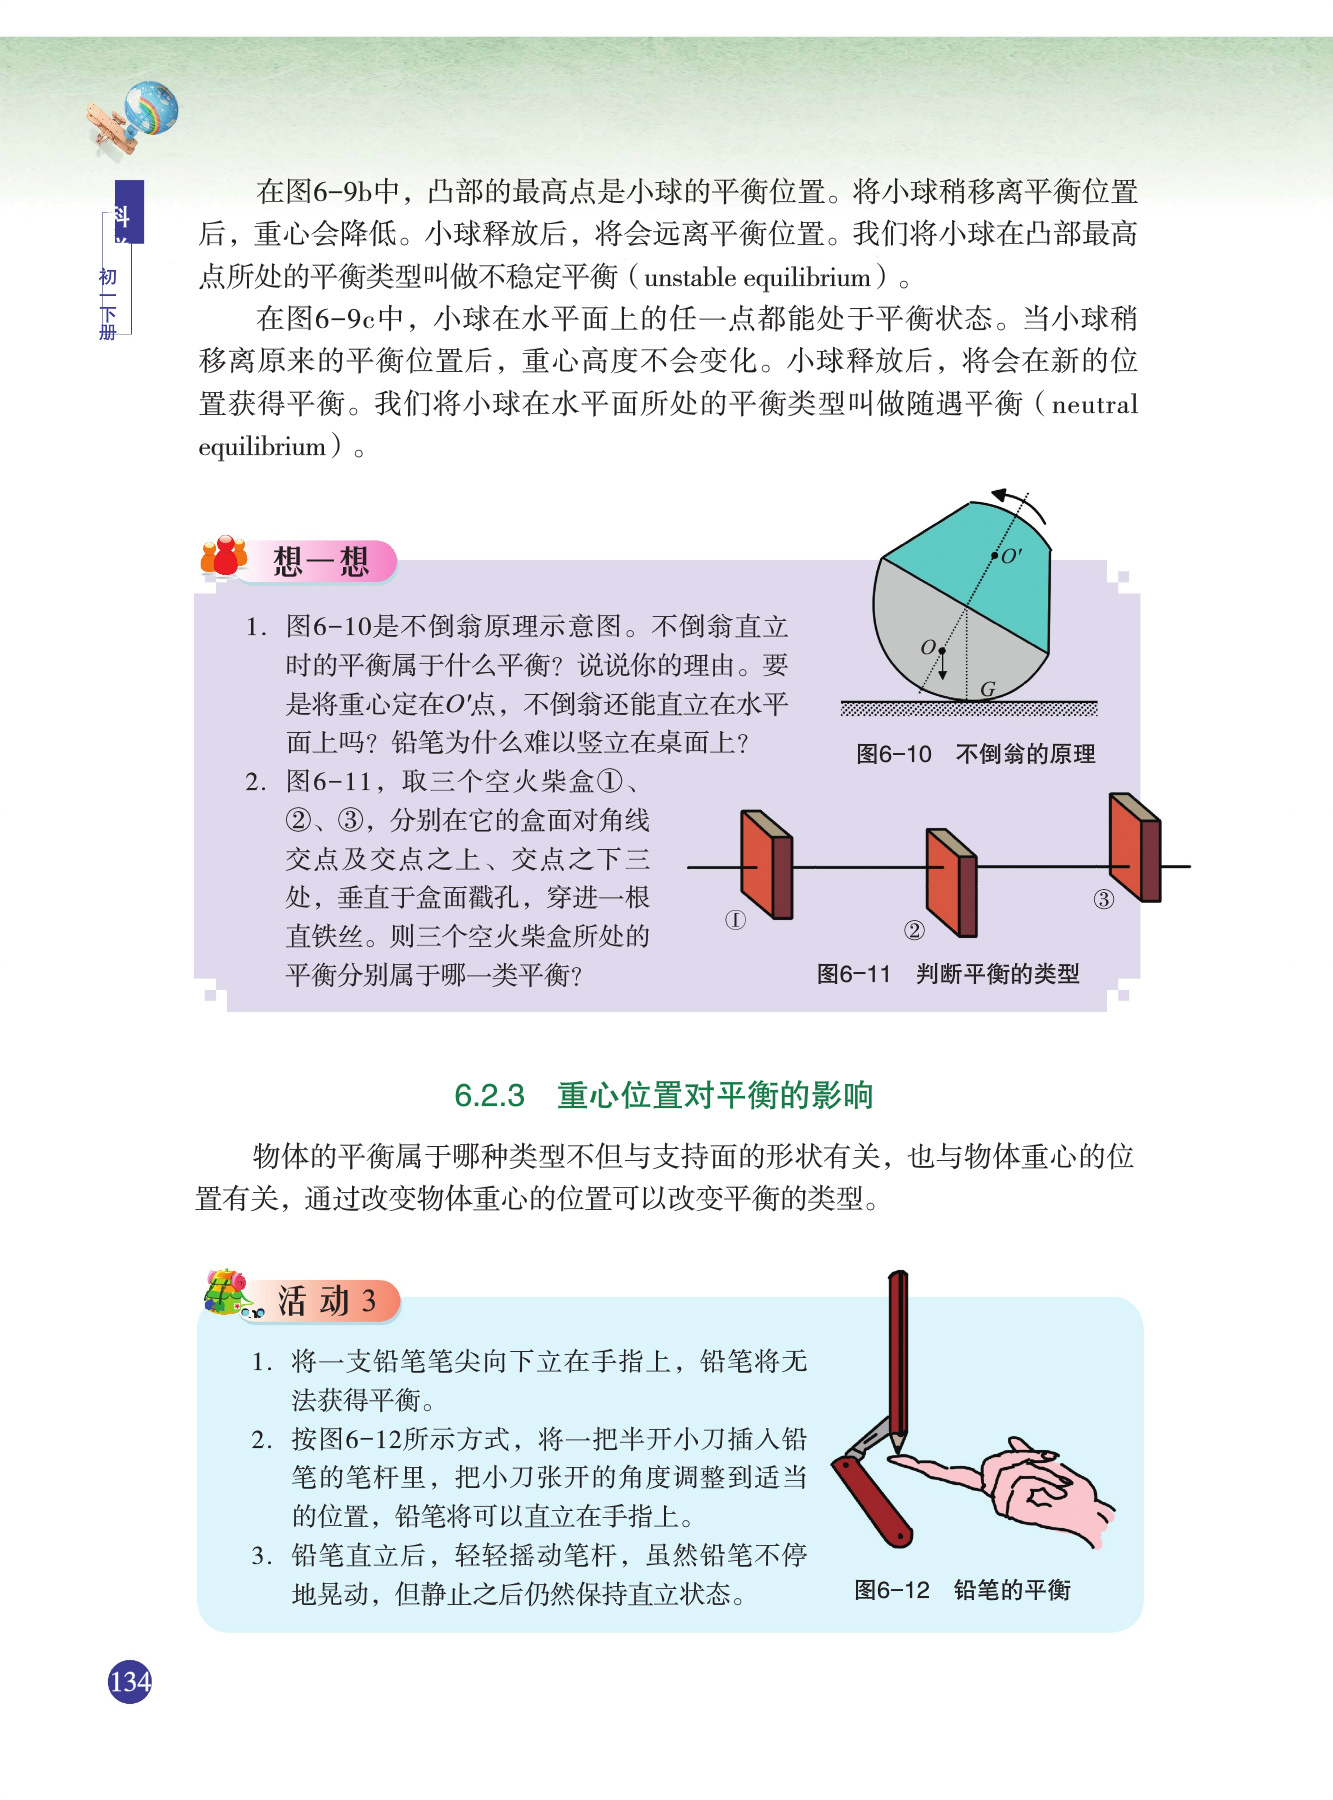 科
初一下册
在图6-9b中，凸部的最高点是小球的平衡位置。将小球稍移离平衡位置
后，重心会降低。小球释放后，将会远离平衡位置。我们将小球在凸部最高
点所处的平衡类型叫做不稳定平衡（unstable equilibrium）。
在图6-9c中，小球在水平面上的任一点都能处于平衡状态。当小球稍
移离原来的平衡位置后，重心高度不会变化。小球释放后，将会在新的位
置获得平衡。我们将小球在水平面所处的平衡类型叫做随遇平衡（neutral
equilibrium）。
想一想
1. 图6-10是不倒翁原理示意图。不倒翁直立
时的平衡属于什么平衡？说说你的理由。要
是将重心定在O′点，不倒翁还能直立在水平
面上吗？铅笔为什么难以竖立在桌面上？
O′
O
G
图6-10 不倒翁的原理
2. 图6-11，取三个空火柴盒①、
②、③，分别在它的盒面对角线
交点及交点之上、交点之下三
处，垂直于盒面戳孔，穿进一根
直铁丝。则三个空火柴盒所处的
平衡分别属于哪一类平衡？
①
②
③
图6-11 判断平衡的类型
6.2.3 重心位置对平衡的影响
物体的平衡属于哪种类型不但与支持面的形状有关，也与物体重心的位
置有关，通过改变物体重心的位置可以改变平衡的类型。
活动3
1. 将一支铅笔笔尖向下立在手指上，铅笔将无
法获得平衡。
2. 按图6-12所示方式，将一把半开小刀插入铅
笔的笔杆里，把小刀张开的角度调整到适当
的位置，铅笔将可以直立在手指上。
3. 铅笔直立后，轻轻摇动笔杆，虽然铅笔不停
地晃动，但静止之后仍然保持直立状态。
图6-12 铅笔的平衡
134